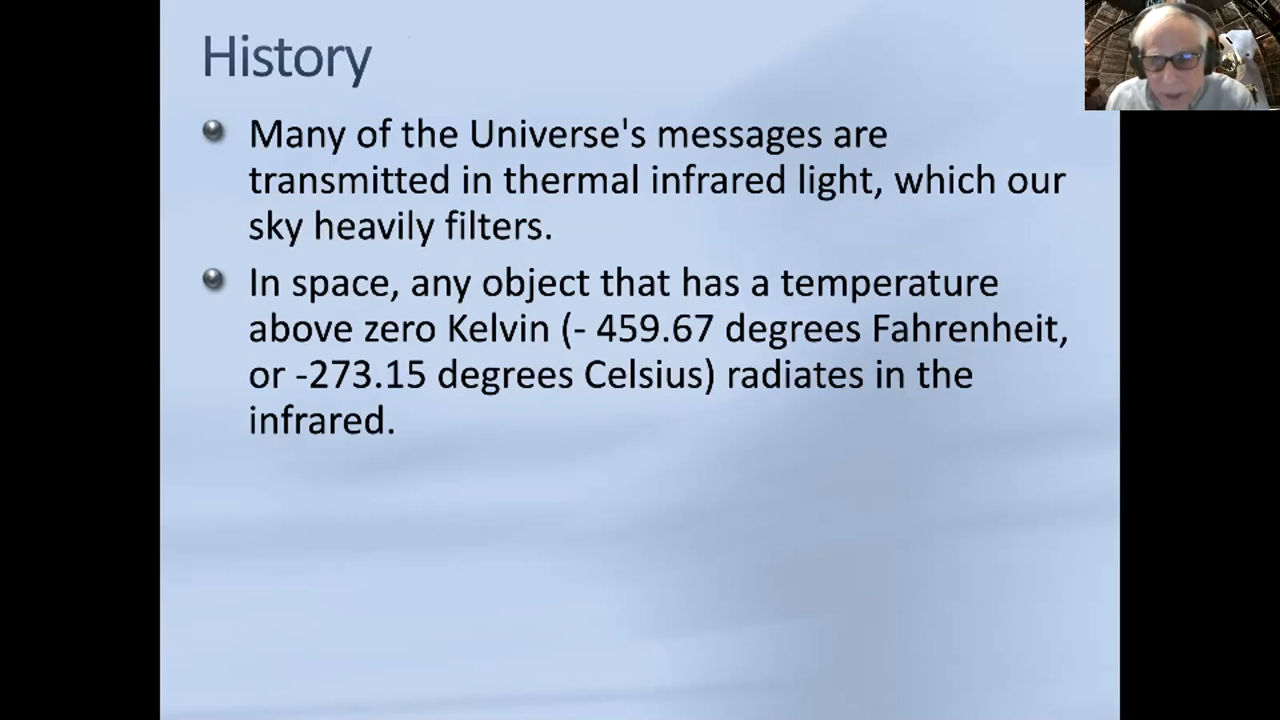 History
Many of the Universe's messages are
transmitted in thermal infrared light, which our
sky heavily filters.
In space, any object that has a temperature
above zero Kelvin (- 459.67 degrees Fahrenheit,
or -273.15 degrees Celsius) radiates in the
infrared.